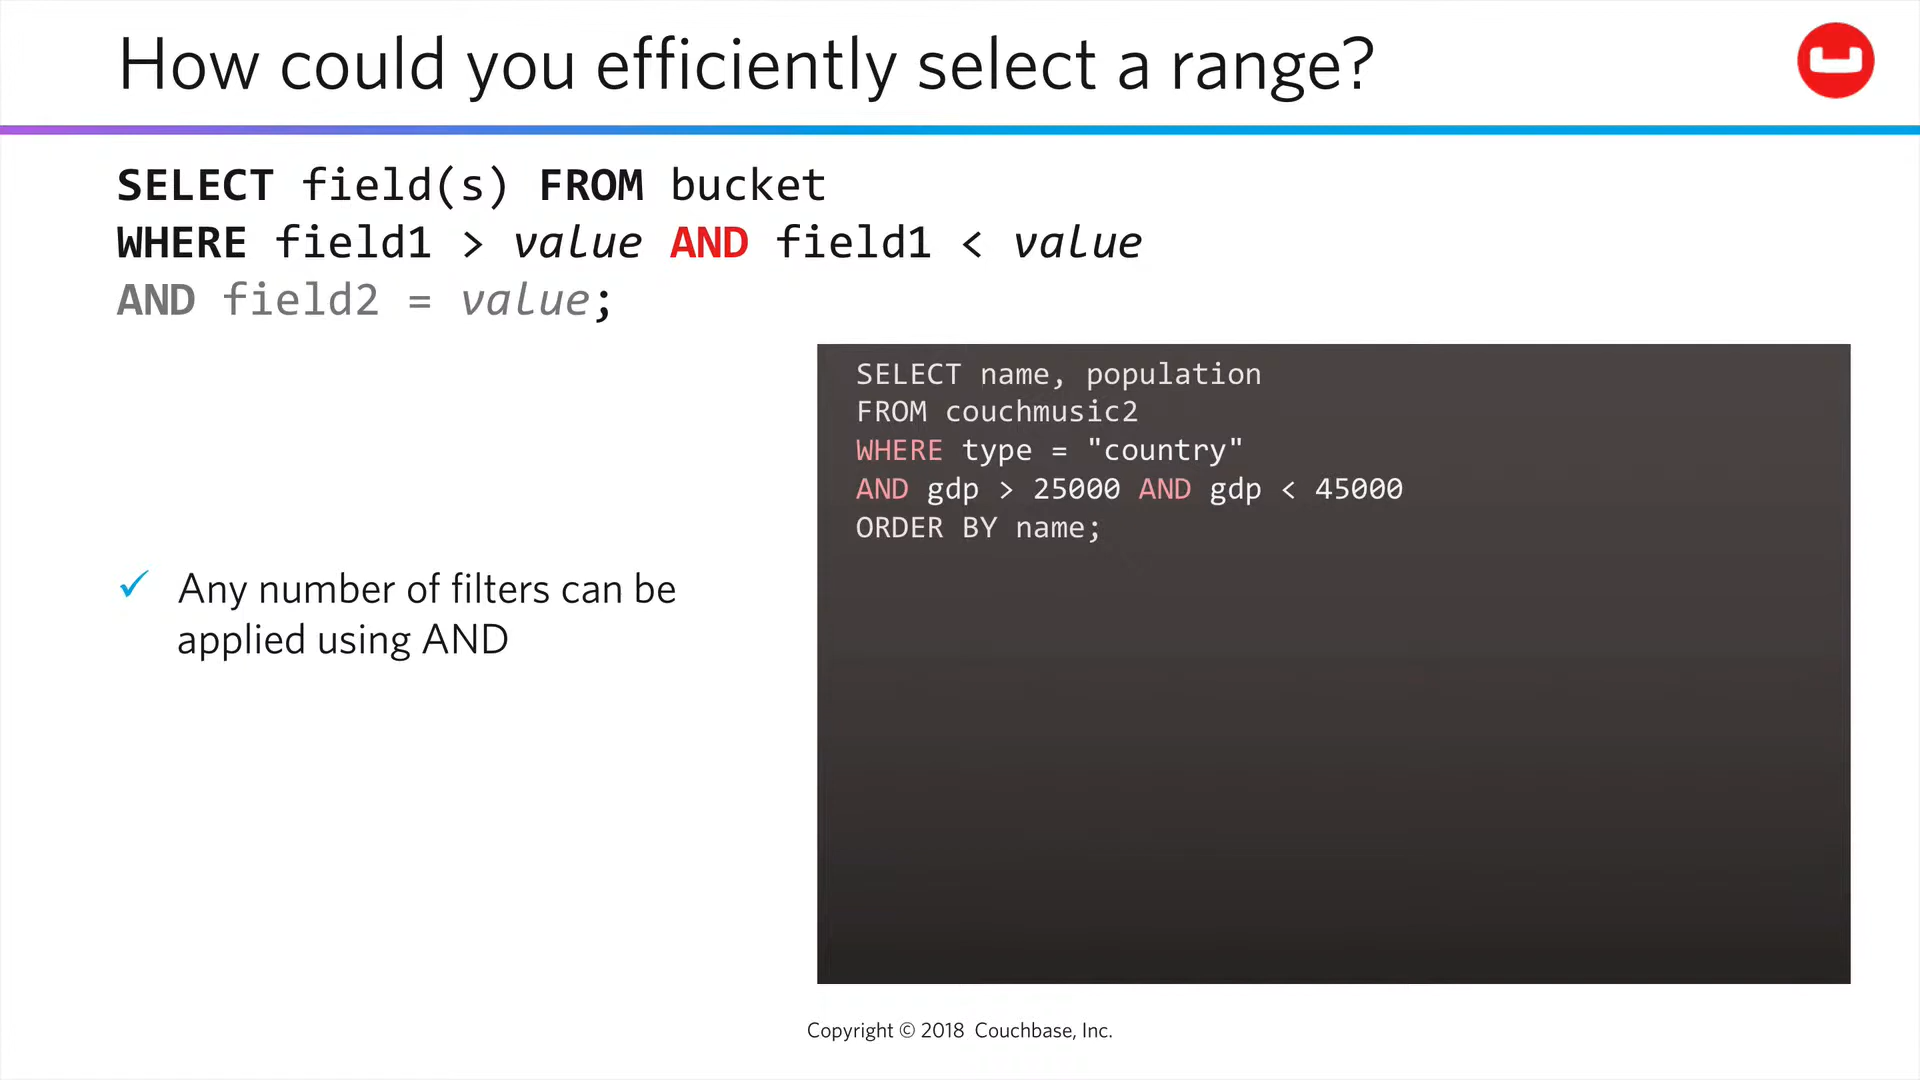 How could you efficiently select a range?
SELECT field(s) FROM bucket
WHERE field1 > value AND field1 < value
AND field2 = value;
SELECT name, population
FROM couchmusic2
WHERE type = "country"
AND gdp > 25000 AND gdp < 45000
ORDER BY name;
✓ Any number of filters can be
applied using AND
Copyright © 2018 Couchbase, Inc.